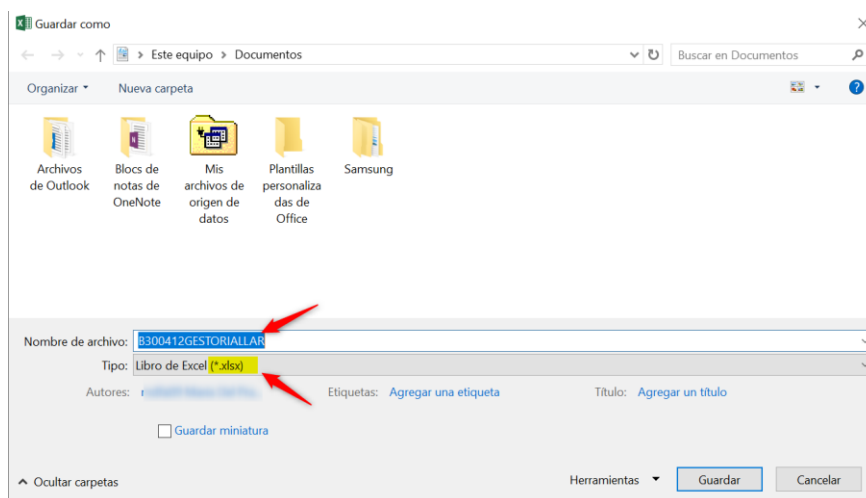 Guardar como
Este equipo > Documentos
Buscar en Documentos
Organizar
Nueva carpeta
Archivos de Outlook
Blocs de notas de OneNote
Mis archivos de origen de datos
Plantillas personalizadas de Office
Samsung
Nombre de archivo: B300412GESTORIALLAR
Tipo: Libro de Excel (*.xlsx)
Autores: Etiquetas: Agregar una etiqueta Título: Agregar un título
Guardar miniatura
Ocultar carpetas Herramientas Guardar Cancelar